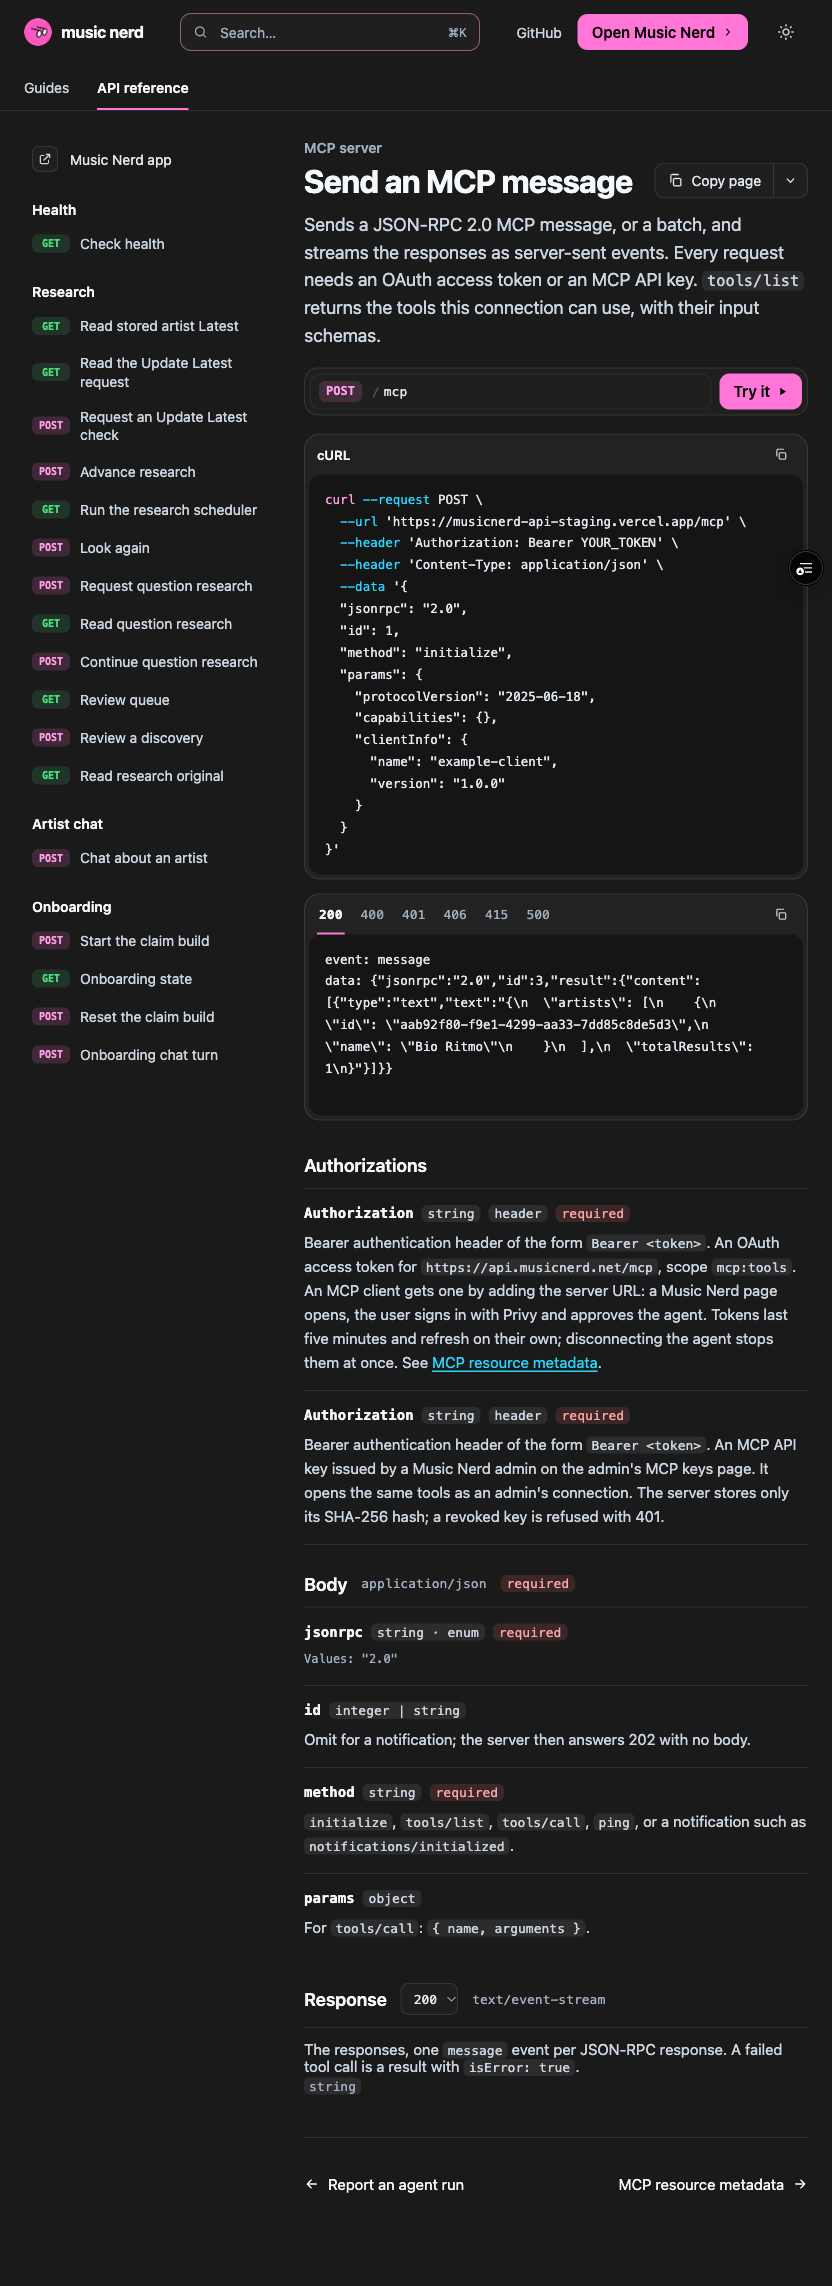 music nerd
Search...
⌘K
GitHub
Open Music Nerd
Guides
API reference
Music Nerd app
Health
GET Check health
Research
GET Read stored artist Latest
GET Read the Update Latest
request
POST Request an Update Latest
check
POST Advance research
GET Run the research scheduler
POST Look again
POST Request question research
GET Read question research
POST Continue question research
GET Review queue
POST Review a discovery
GET Read research original
Artist chat
POST Chat about an artist
Onboarding
POST Start the claim build
GET Onboarding state
POST Reset the claim build
POST Onboarding chat turn
MCP server
Send an MCP message
Copy page
Sends a JSON-RPC 2.0 MCP message, or a batch, and
streams the responses as server-sent events. Every request
needs an OAuth access token or an MCP API key. tools/list
returns the tools this connection can use, with their input
schemas.
POST /mcp
Try it
cURL
curl --request POST \
--url 'https://musicnerd-api-staging.vercel.app/mcp' \
--header 'Authorization: Bearer YOUR_TOKEN' \
--header 'Content-Type: application/json' \
--data '{
"jsonrpc": "2.0",
"id": 1,
"method": "initialize",
"params": {
"protocolVersion": "2025-06-18",
"capabilities": {},
"clientInfo": {
"name": "example-client",
"version": "1.0.0"
}
}
}'
200 400 401 406 415 500
event: message
data: {"jsonrpc":"2.0","id":3,"result":{"content":
[{"type":"text","text":"{\n  \"artists\": [\n    {\n
\"id\": \"aab92f80-f9e1-4299-aa33-7dd85c8de5d3\",\n
\"name\": \"Bio Ritmo\"\n    }\n  ],\n  \"totalResults\":
1\n}"}]}}
Authorizations
Authorization string header required
Bearer authentication header of the form Bearer <token>. An OAuth
access token for https://api.musicnerd.net/mcp, scope mcp:tools.
An MCP client gets one by adding the server URL: a Music Nerd page
opens, the user signs in with Privy and approves the agent. Tokens last
five minutes and refresh on their own; disconnecting the agent stops
them at once. See MCP resource metadata.
Authorization string header required
Bearer authentication header of the form Bearer <token>. An MCP API
key issued by a Music Nerd admin on the admin's MCP keys page. It
opens the same tools as an admin's connection. The server stores only
its SHA-256 hash; a revoked key is refused with 401.
Body application/json required
jsonrpc string · enum required
Values: "2.0"
id integer | string
Omit for a notification; the server then answers 202 with no body.
method string required
initialize, tools/list, tools/call, ping, or a notification such as
notifications/initialized.
params object
For tools/call: { name, arguments }.
Response 200 text/event-stream
The responses, one message event per JSON-RPC response. A failed
tool call is a result with isError: true.
string
← Report an agent run
MCP resource metadata →